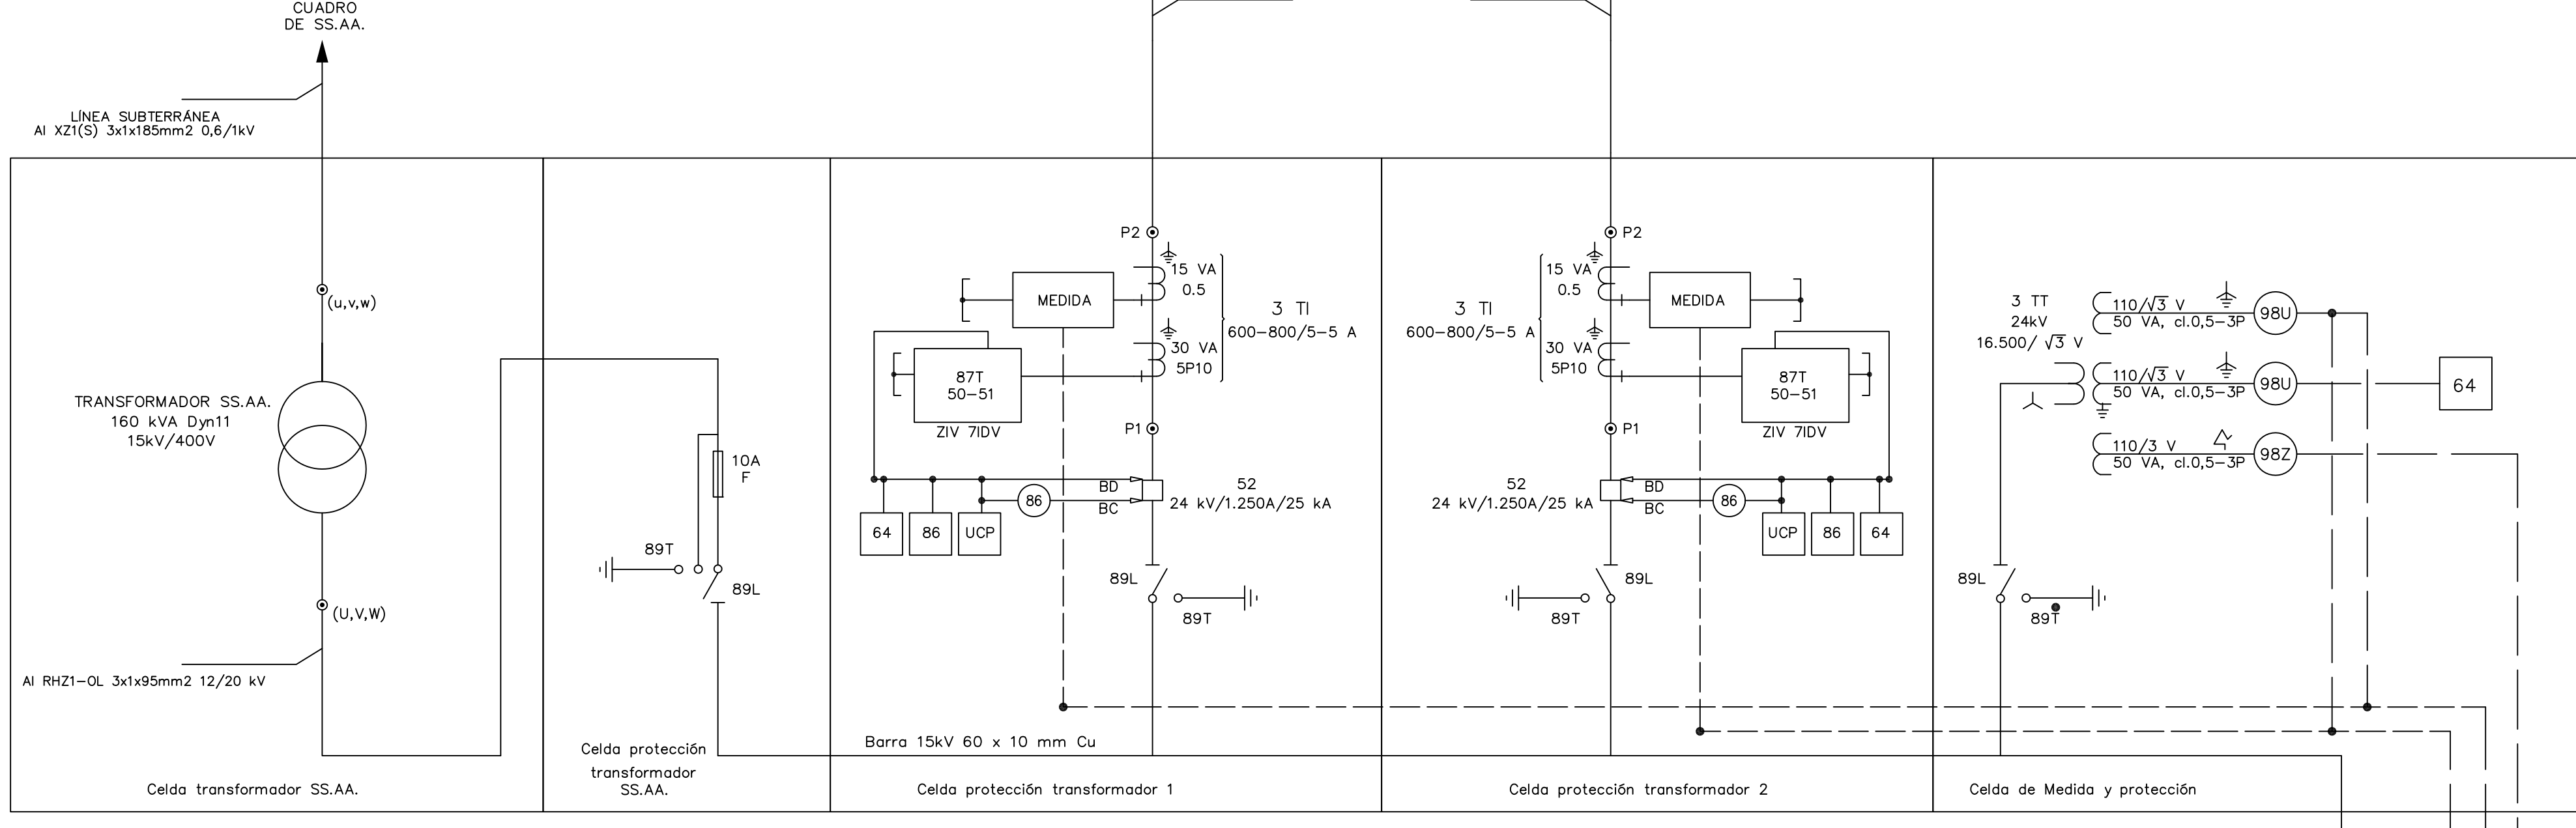 CUADRO
DE SS.AA.
LÍNEA SUBTERRÁNEA
Al XZ1(S) 3x1x185mm2 0,6/1kV
(u,v,w)
TRANSFORMADOR SS.AA.
160 kVA Dyn11
15kV/400V
(U,V,W)
Al RHZ1-OL 3x1x95mm2 12/20 kV
Celda transformador SS.AA.
10A
F
89T
89L
Celda protección
transformador
SS.AA.
P2
15 VA
0.5
MEDIDA
3 TI
600-800/5-5 A
30 VA
5P10
87T
50-51
ZIV 7IDV
P1
BD
BC
86
52
24 kV/1.250A/25 kA
64
86
UCP
89L
89T
Barra 15kV 60 x 10 mm Cu
Celda protección transformador 1
P2
15 VA
0.5
MEDIDA
3 TI
600-800/5-5 A
30 VA
5P10
87T
50-51
ZIV 7IDV
P1
52
24 kV/1.250A/25 kA
BD
BC
86
UCP
86
64
89L
89T
Celda protección transformador 2
3 TT
24kV
16.500/ √3 V
110/√3 V
50 VA, cl.0,5-3P
98U
110/√3 V
50 VA, cl.0,5-3P
98U
64
110/3 V
50 VA, cl.0,5-3P
98Z
89L
89T
Celda de Medida y protección